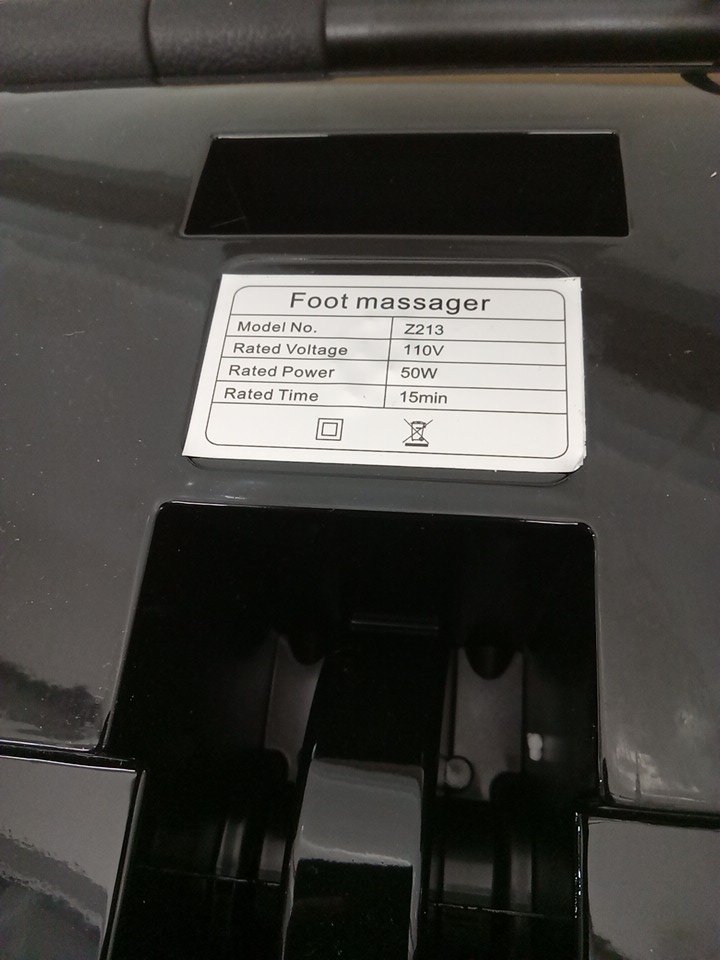 Foot massager
Model No. Z213
Rated Voltage 110V
Rated Power 50W
Rated Time 15min